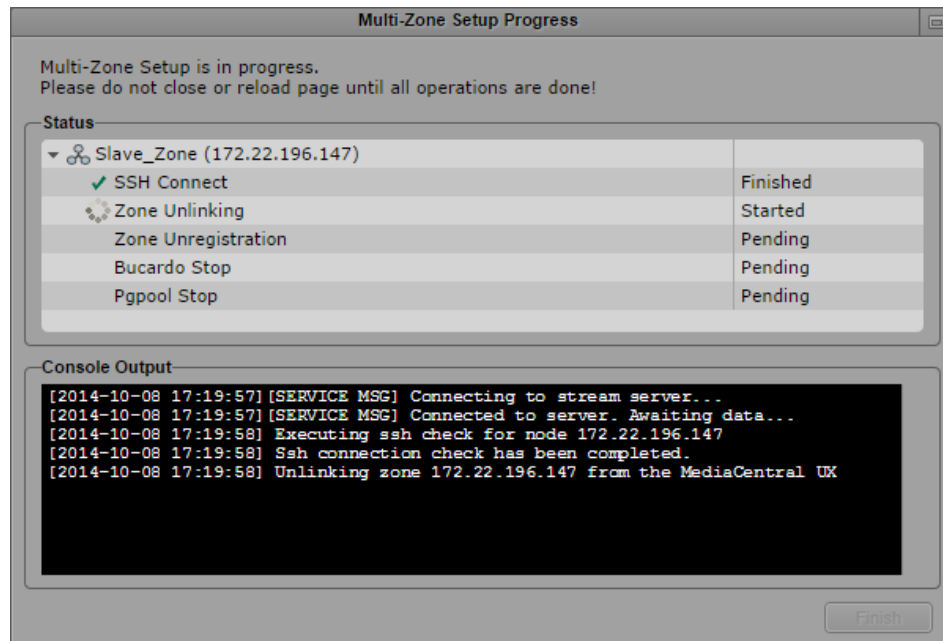 Multi-Zone Setup Progress
Multi-Zone Setup is in progress.
Please do not close or reload page until all operations are done!
Status
Slave_Zone (172.22.196.147)
SSH Connect Finished
Zone Unlinking Started
Zone Unregistration Pending
Bucardo Stop Pending
Pgpool Stop Pending
Console Output
[2014-10-08 17:19:57][SERVICE MSG] Connecting to stream server...
[2014-10-08 17:19:57][SERVICE MSG] Connected to server. Awaiting data...
[2014-10-08 17:19:58] Executing ssh check for node 172.22.196.147
[2014-10-08 17:19:58] Ssh connection check has been completed.
[2014-10-08 17:19:58] Unlinking zone 172.22.196.147 from the MediaCentral UX
Finish